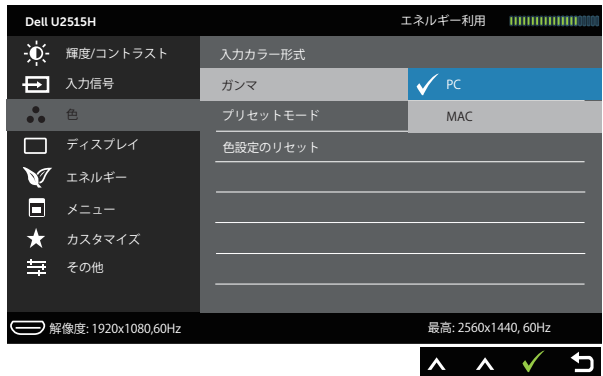 Dell U2515H
エネルギー利用
輝度/コントラスト
入力カラー形式
入力信号
ガンマ
PC
色
プリセットモード
MAC
ディスプレイ
色設定のリセット
エネルギー
メニュー
カスタマイズ
その他
解像度: 1920x1080,60Hz
最高: 2560x1440, 60Hz